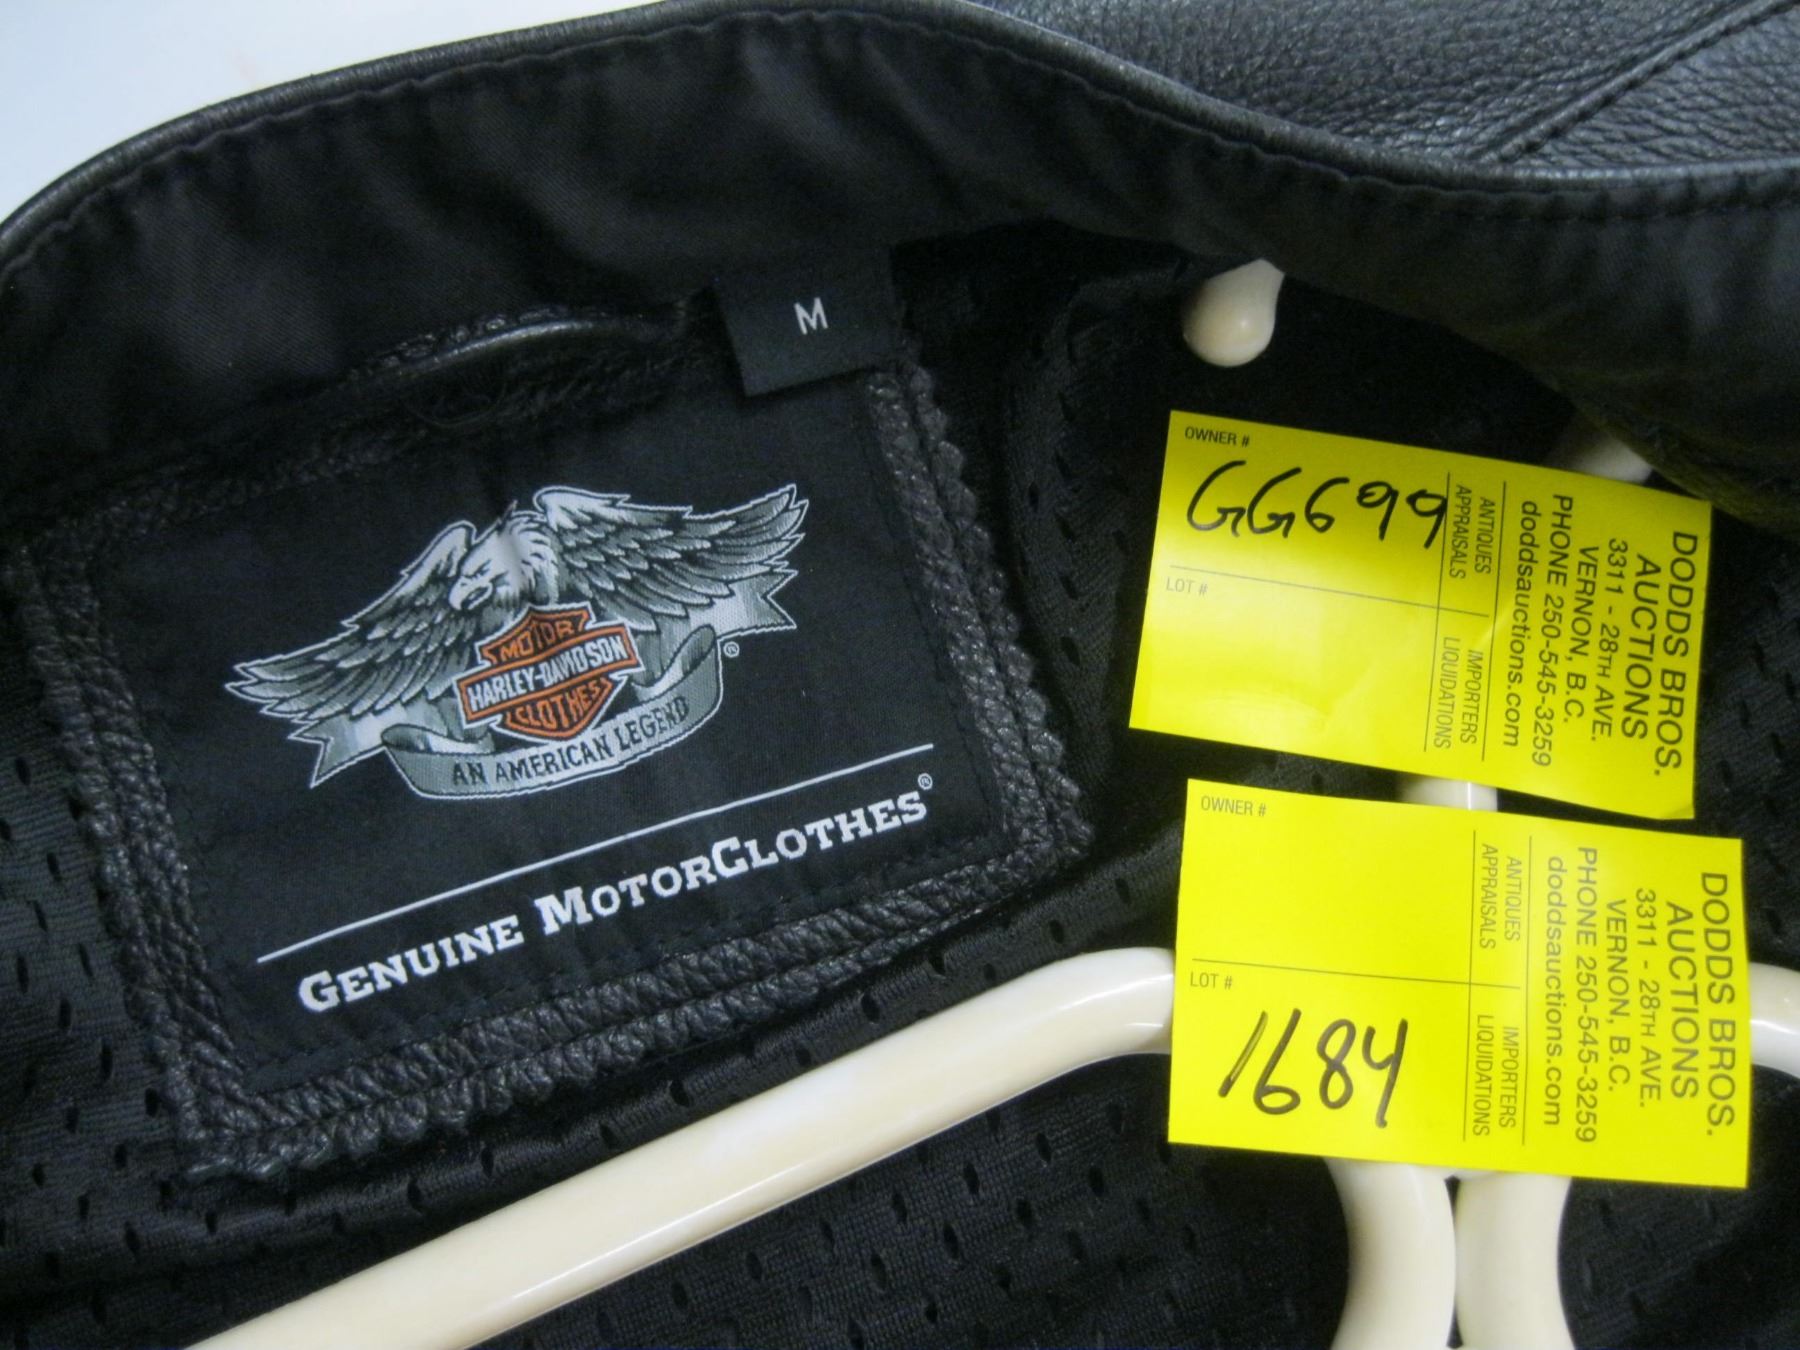 M
MOTOR
HARLEY-DAVIDSON
CLOTHES
®
AN AMERICAN LEGEND
GENUINE MOTORCLOTHES®
OWNER #
GG699
LOT #
ANTIQUES
APPRAISALS
IMPORTERS
LIQUIDATIONS
DODDS BROS.
AUCTIONS
3311 - 28TH AVE.
VERNON, B.C.
PHONE 250-545-3259
doddsauctions.com
OWNER #
LOT #
1684
ANTIQUES
APPRAISALS
IMPORTERS
LIQUIDATIONS
DODDS BROS.
AUCTIONS
3311 - 28TH AVE.
VERNON, B.C.
PHONE 250-545-3259
doddsauctions.com